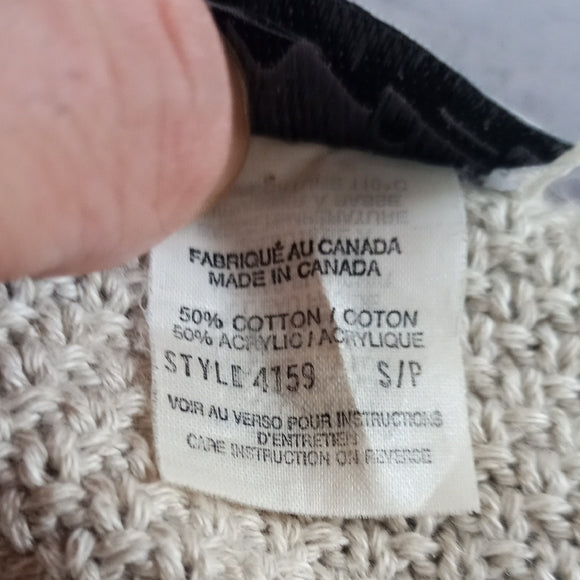 FABRIQUÉ AU CANADA
MADE IN CANADA
50% COTTON / COTON
50% ACRYLIC / ACRYLIQUE
STYLE 4159 S/P
VOIR AU VERSO POUR INSTRUCTIONS
D'ENTRETIEN
CARE INSTRUCTION ON REVERSE